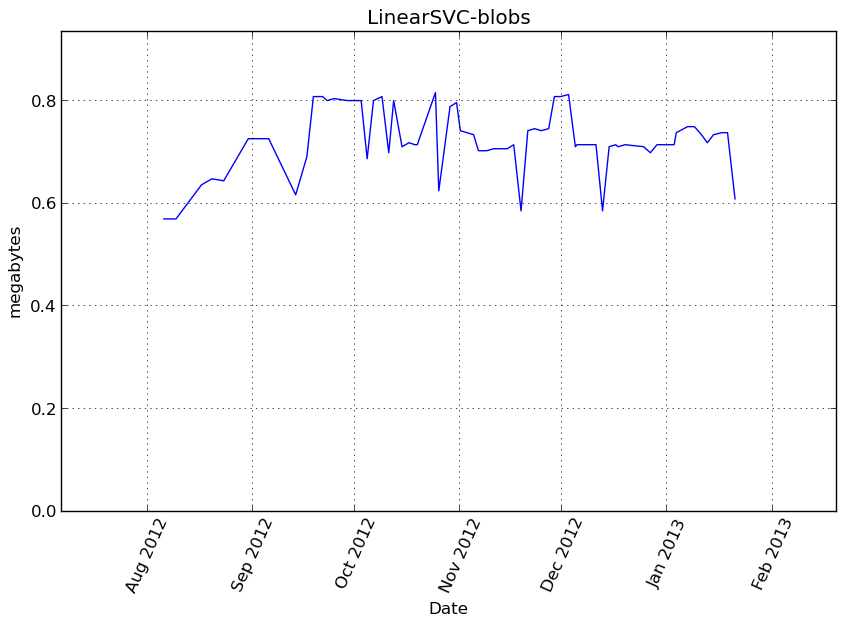 LinearSVC-blobs
megabytes
0.8
0.6
0.4
0.2
0.0
Aug 2012
Sep 2012
Oct 2012
Nov 2012
Dec 2012
Jan 2013
Feb 2013
Date